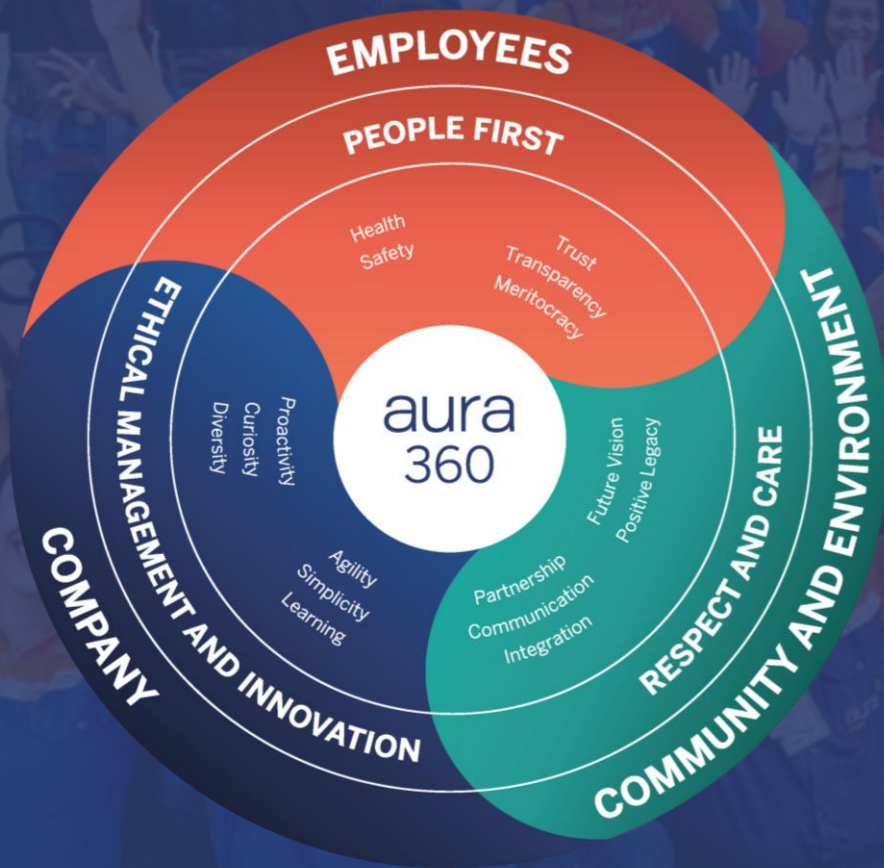 EMPLOYEES
PEOPLE FIRST
Health
Safety
Trust
Transparency
Meritocracy
COMMUNITY AND ENVIRONMENT
RESPECT AND CARE
Future Vision
Positive Legacy
Partnership
Communication
Integration
COMPANY
ETHICAL MANAGEMENT AND INNOVATION
Proactivity
Curiosity
Diversity
Agility
Simplicity
Learning
aura
360